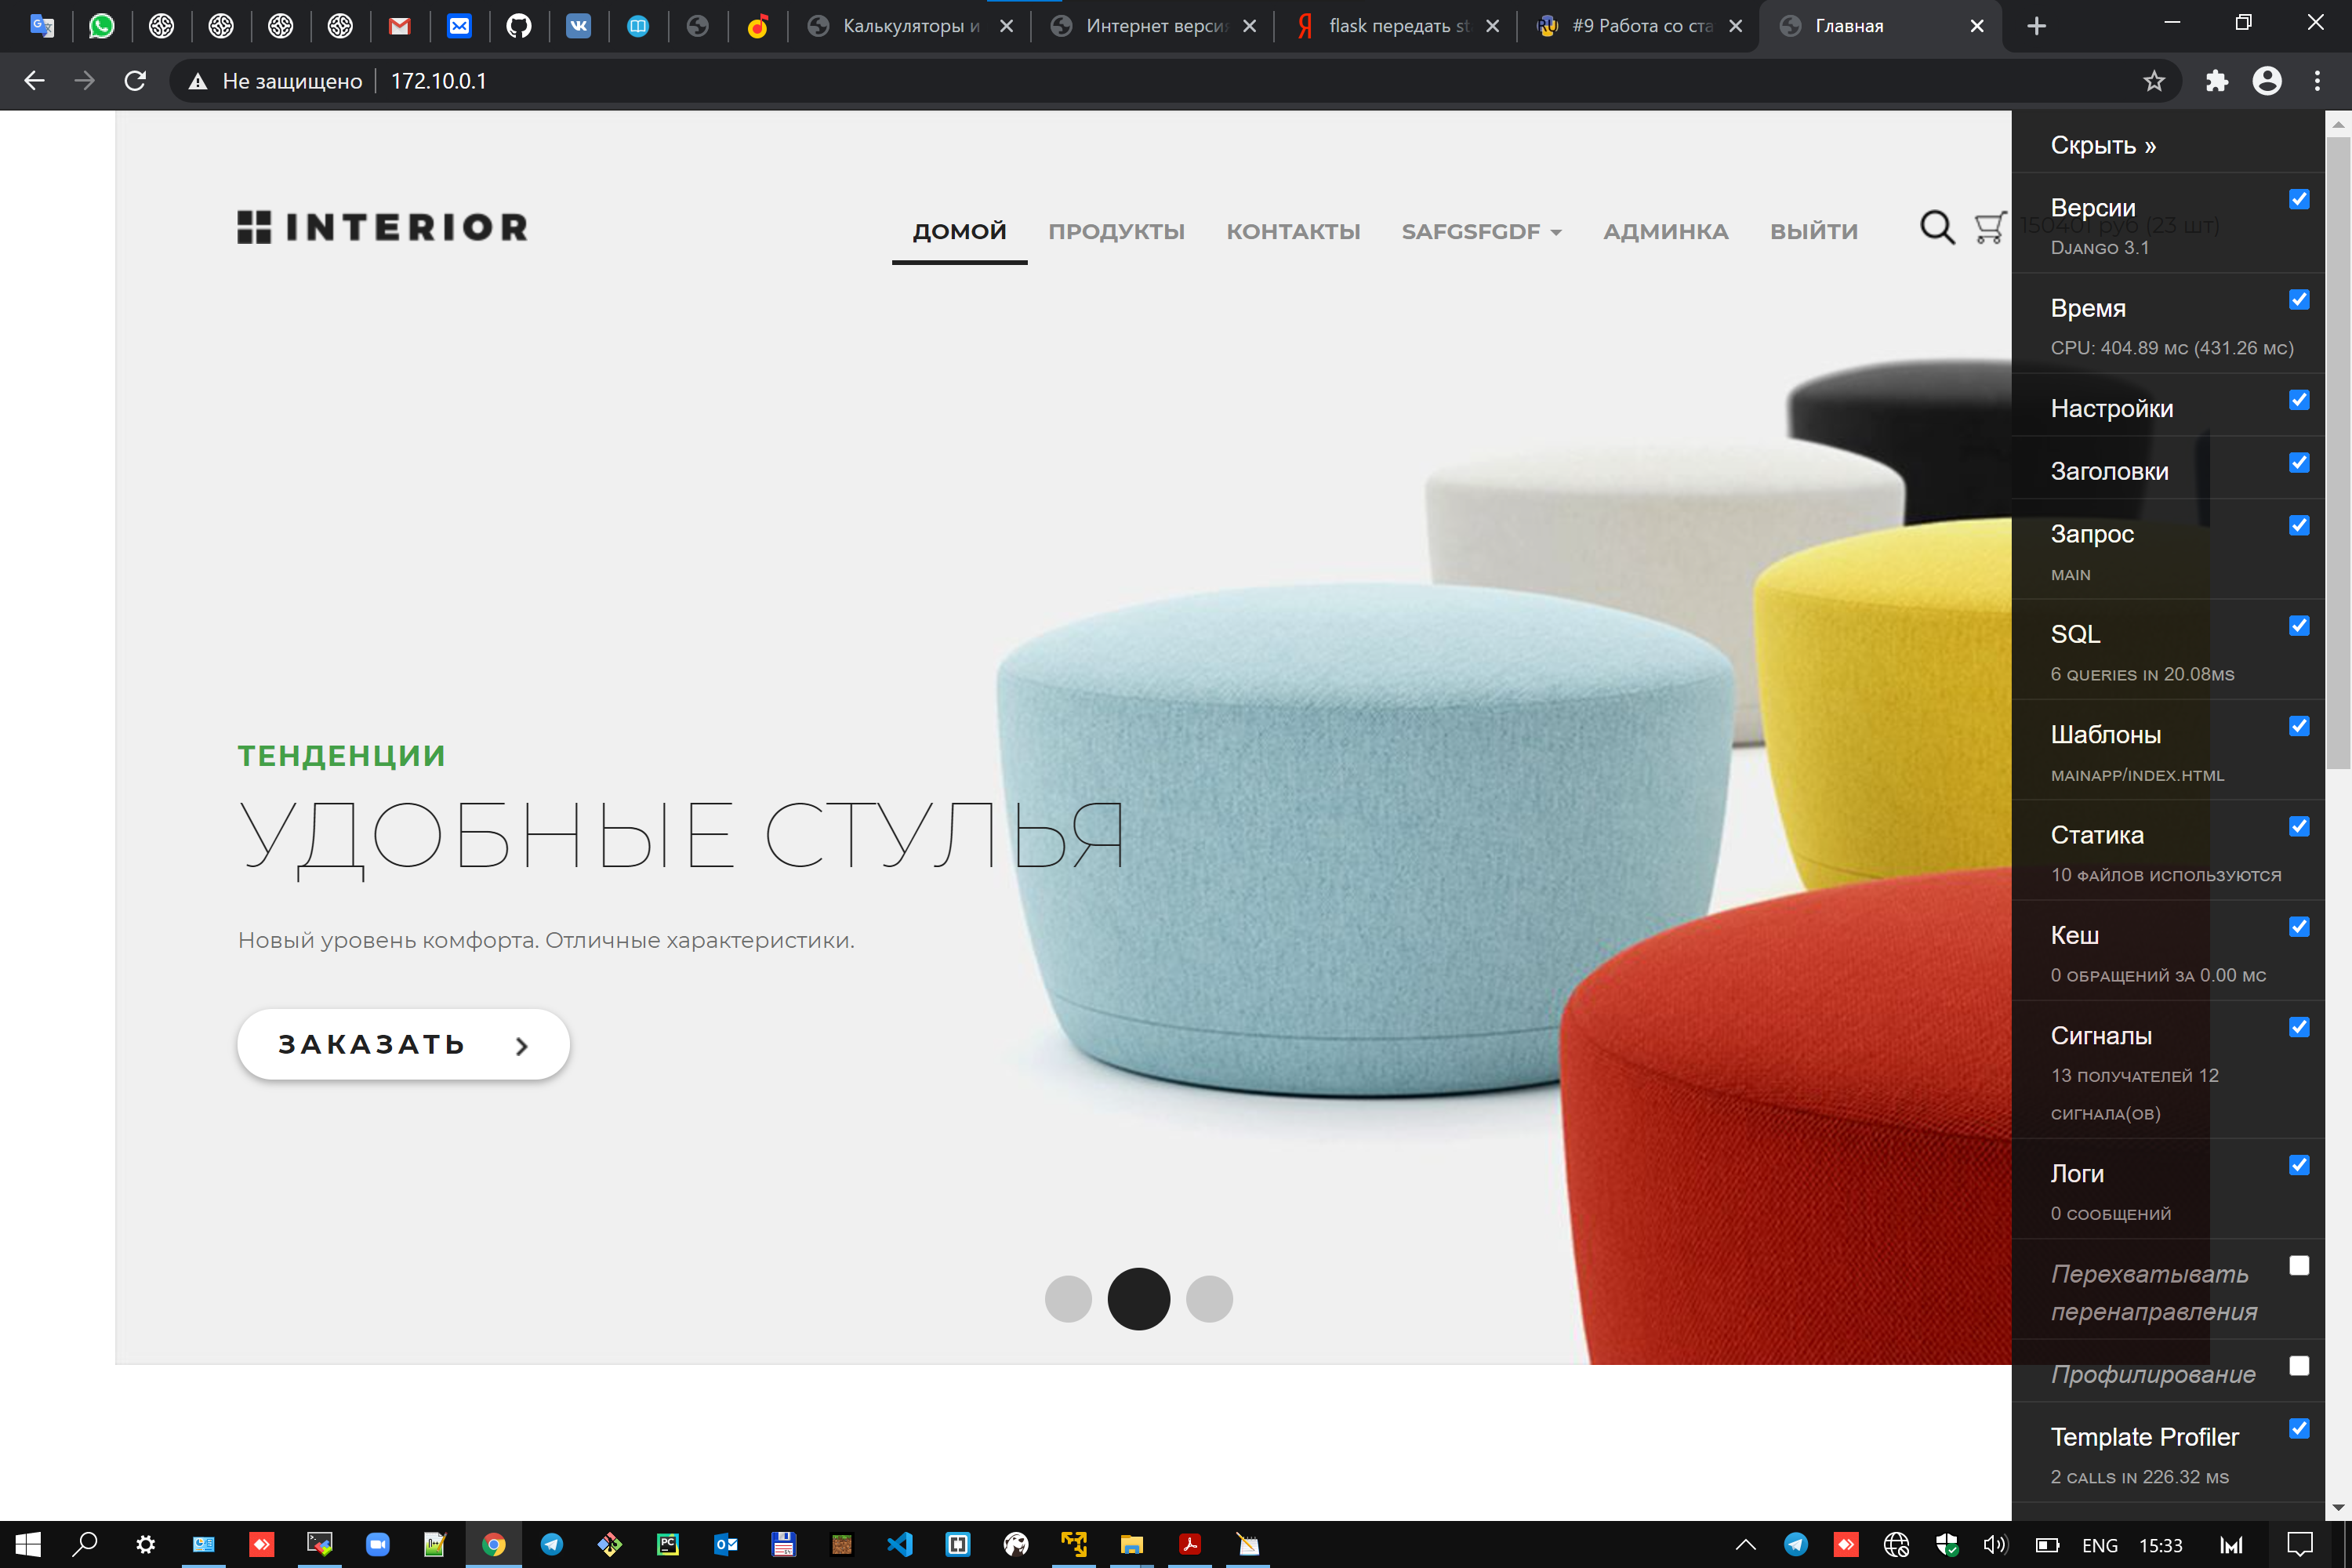 Калькуляторы и
Интернет верси
flask передать st
#9 Работа со ста
Главная
Не защищено
172.10.0.1
INTERIOR
ДОМОЙ
ПРОДУКТЫ
КОНТАКТЫ
SAFGSFGDF
АДМИНКА
ВЫЙТИ
150401 руб (23 шт)
ТЕНДЕНЦИИ
УДОБНЫЕ СТУЛЬЯ
Новый уровень комфорта. Отличные характеристики.
ЗАКАЗАТЬ
Скрыть »
Версии
DJANGO 3.1
Время
CPU: 404.89 МС (431.26 МС)
Настройки
Заголовки
Запрос
MAIN
SQL
6 QUERIES IN 20.08MS
Шаблоны
MAINAPP/INDEX.HTML
Статика
10 ФАЙЛОВ ИСПОЛЬЗУЮТСЯ
Кеш
0 ОБРАЩЕНИЙ ЗА 0.00 МС
Сигналы
13 ПОЛУЧАТЕЛЕЙ 12
СИГНАЛА(ОВ)
Логи
0 СООБЩЕНИЙ
Перехватывать
перенаправления
Профилирование
Template Profiler
2 CALLS IN 226.32 MS
ENG
15:33